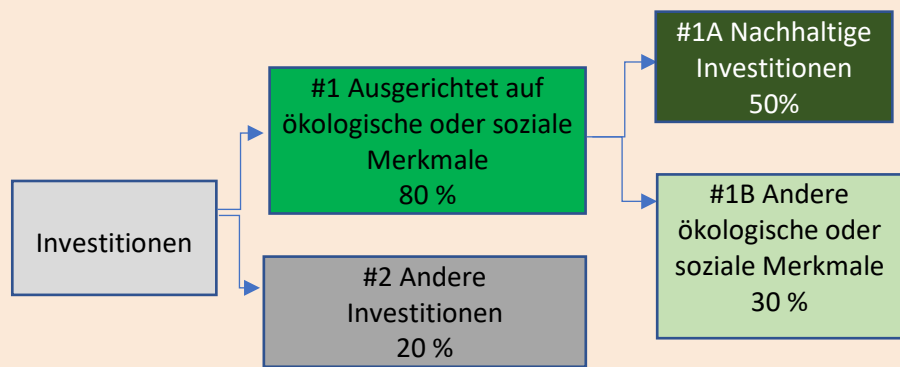 #1A Nachhaltige
Investitionen
50%
#1 Ausgerichtet auf
ökologische oder soziale
Merkmale
80 %
#1B Andere
ökologische oder
soziale Merkmale
30 %
Investitionen
#2 Andere
Investitionen
20 %